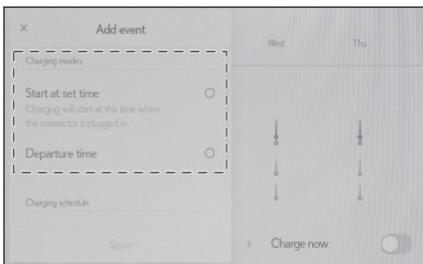 Add event
Charging modes
Start at set time
Charging will start at this time when
the connector is plugged in.
Departure time
Charging schedule
Save
Wed
Thu
Charge now